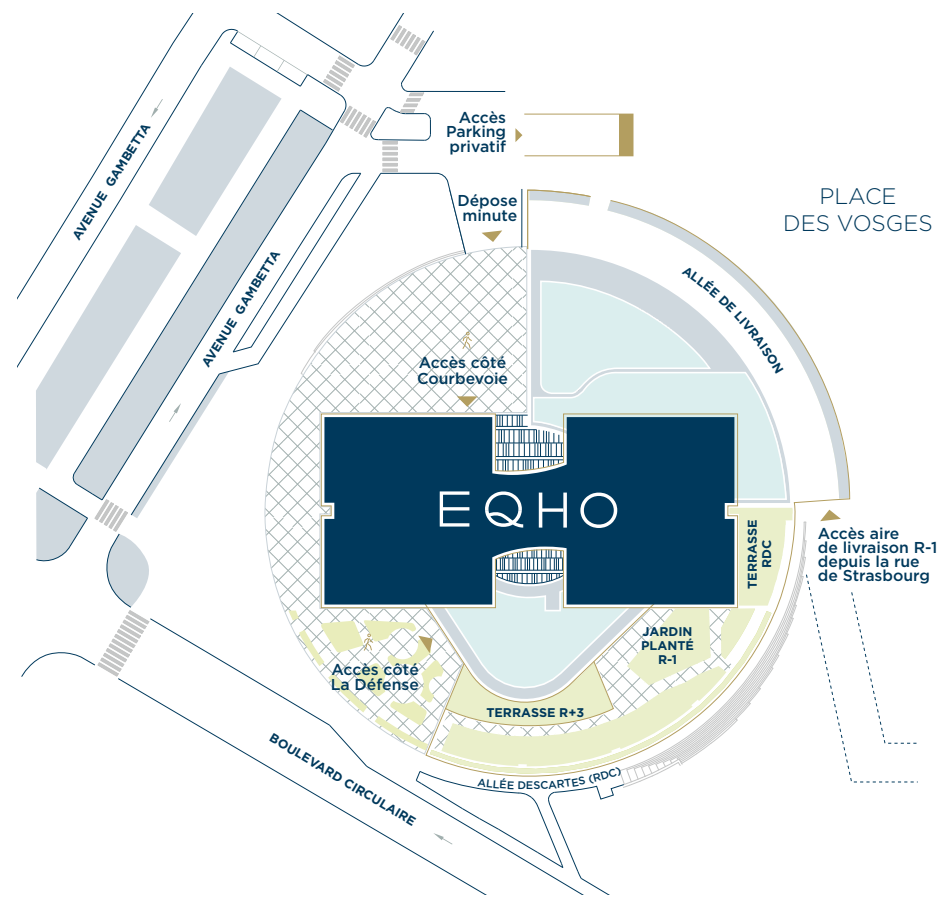 Accès
Parking
privatif
AVENUE GAMBETTA
Dépose
minute
PLACE
DES VOSGES
AVENUE GAMBETTA
ALLÉE DE LIVRAISON
Accès côté
Courbevoie
EQHO
TERRASSE
RDC
Accès aire
de livraison R-1
depuis la rue
de Strasbourg
JARDIN
PLANTÉ
R-1
Accès côté
La Défense
TERRASSE R+3
BOULEVARD CIRCULAIRE
ALLÉE DESCARTES (RDC)